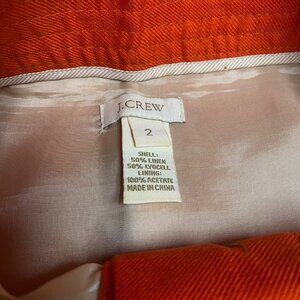 J.CREW
2
SHELL:
50% LINEN
50% LYOCELL
LINING:
100% ACETATE
MADE IN CHINA